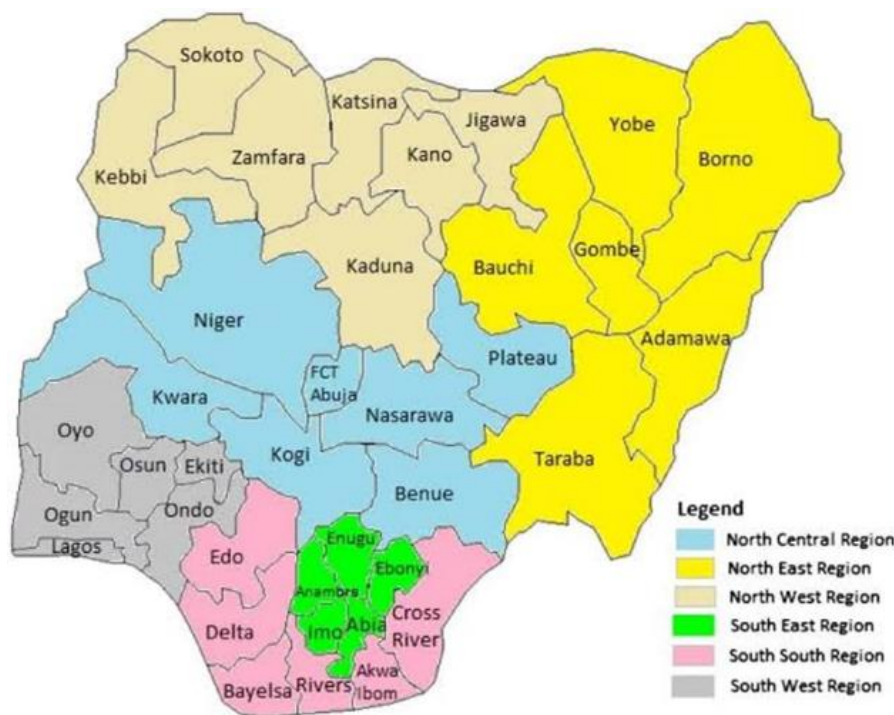 Sokoto
Katsina
Jigawa
Yobe
Borno
Kano
Zamfara
Kebbi
Gombe
Bauchi
Kaduna
Niger
Adamawa
Plateau
FCT
Abuja
Kwara
Nasarawa
Oyo
Kogi
Taraba
Osun
Ekiti
Benue
Ondo
Ogun
Lagos
Edo
Enugu
Ebonyi
Anambra
Cross
River
Abia
Imo
Delta
Akwa
Ibom
Rivers
Bayelsa
Legend
North Central Region
North East Region
North West Region
South East Region
South South Region
South West Region